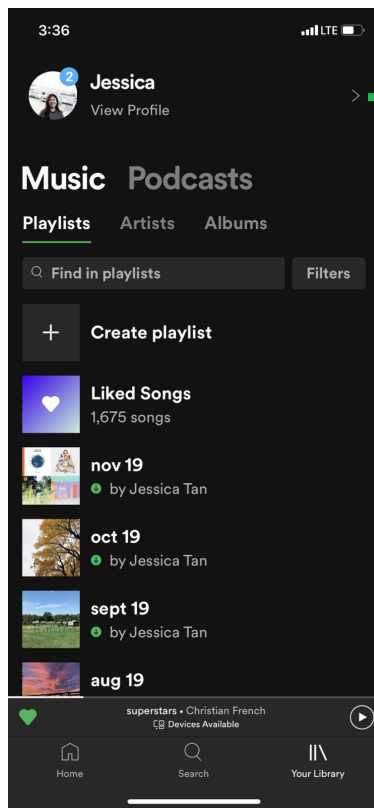 3:36 LTE
2
Jessica
View Profile
Music Podcasts
Playlists Artists Albums
Find in playlists Filters
Create playlist
Liked Songs
1,675 songs
nov 19
by Jessica Tan
oct 19
by Jessica Tan
sept 19
by Jessica Tan
aug 19
superstars • Christian French
Devices Available
Home Search Your Library